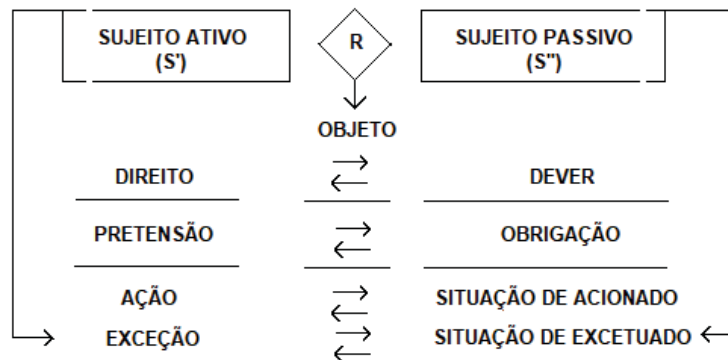 SUJEITO ATIVO
(S')
R
SUJEITO PASSIVO
(S")
OBJETO
DIREITO
DEVER
PRETENSÃO
OBRIGAÇÃO
AÇÃO
SITUAÇÃO DE ACIONADO
EXCEÇÃO
SITUAÇÃO DE EXCETUADO